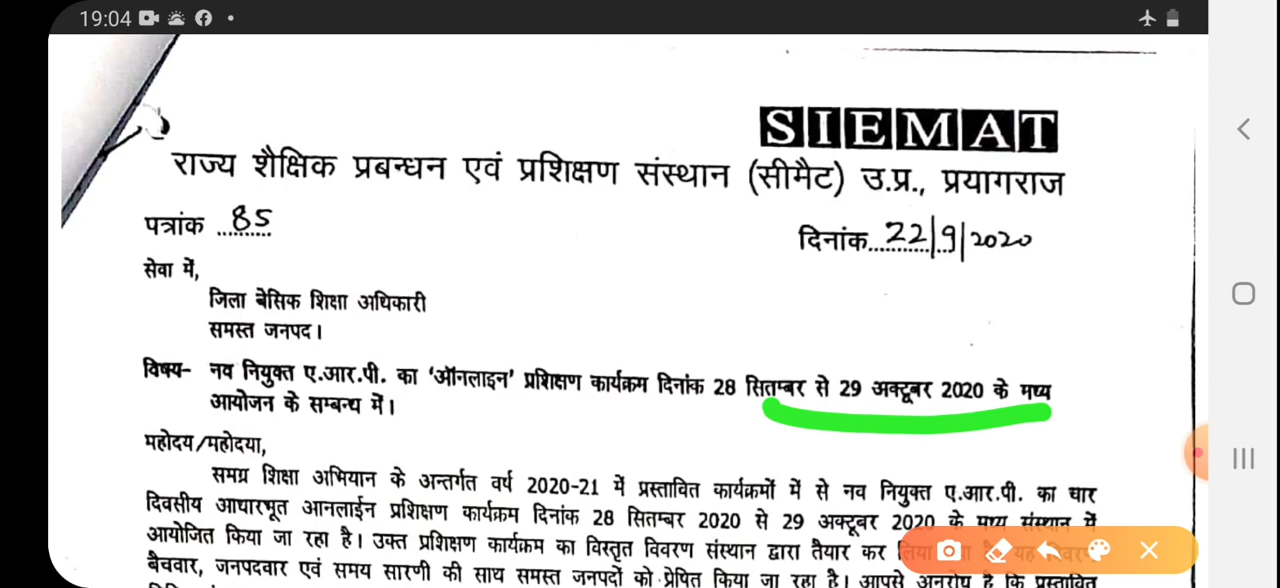 19:04
SIEMAT
राज्य शैक्षिक प्रबन्धन एवं प्रशिक्षण संस्थान (सीमैट) उ.प्र., प्रयागराज
पत्रांक ..85.. दिनांक..22/9/2020
सेवा में,
जिला बेसिक शिक्षा अधिकारी
समस्त जनपद।
विषय- नव नियुक्त ए.आर.पी. का 'ऑनलाइन' प्रशिक्षण कार्यक्रम दिनांक 28 सितम्बर से 29 अक्टूबर 2020 के मध्य
आयोजन के सम्बन्ध में।
महोदय/महोदया,
समग्र शिक्षा अभियान के अन्तर्गत वर्ष 2020-21 में प्रस्तावित कार्यक्रमों में से नव नियुक्त ए.आर.पी. का चार
दिवसीय आधारभूत आनलाईन प्रशिक्षण कार्यक्रम दिनांक 28 सितम्बर 2020 से 29 अक्टूबर 2020 के मध्य संस्थान में
आयोजित किया जा रहा है। उक्त प्रशिक्षण कार्यक्रम का विस्तृत विवरण संस्थान द्वारा तैयार कर
बैचवार, जनपदवार एवं समय सारणी की साथ समस्त जनपदों को प्रेषित किया जा रहा है। आपसे अनुरोध है कि प्रस्तावित